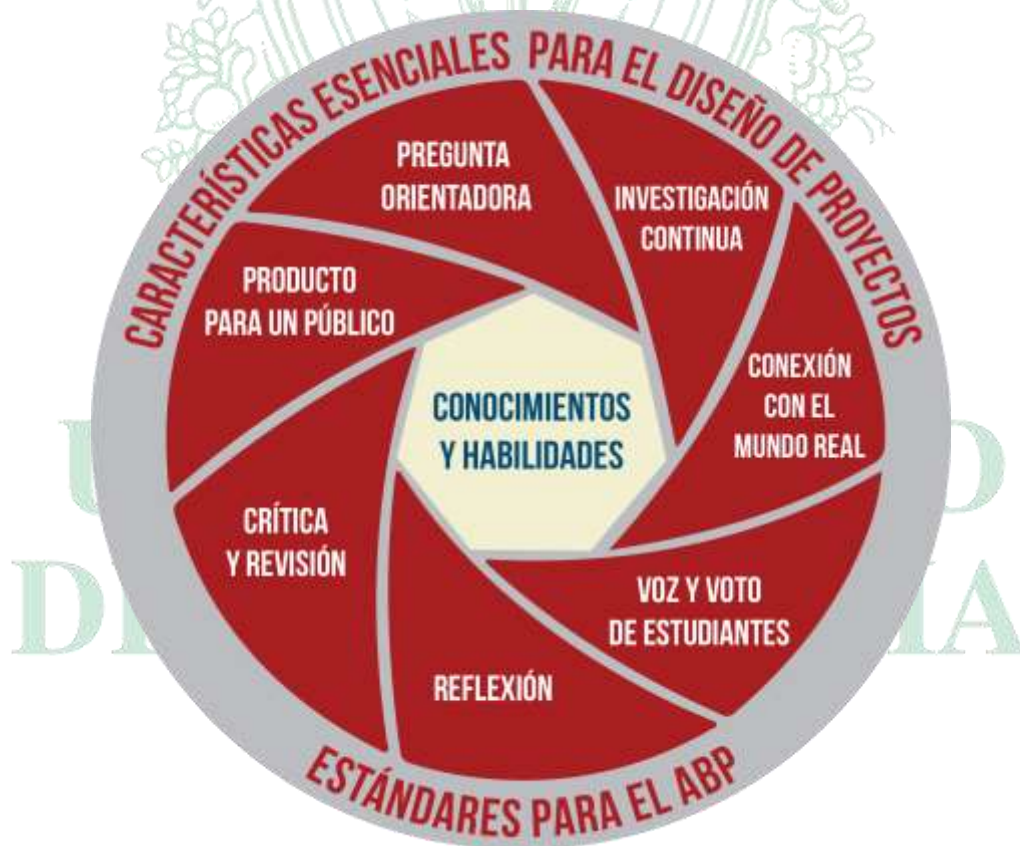 CARACTERÍSTICAS ESENCIALES PARA EL DISEÑO DE PROYECTOS
PREGUNTA
ORIENTADORA
INVESTIGACIÓN
CONTINUA
CONEXIÓN
CON EL
MUNDO REAL
VOZ Y VOTO
DE ESTUDIANTES
REFLEXIÓN
CRÍTICA
Y REVISIÓN
PRODUCTO
PARA UN PÚBLICO
CONOCIMIENTOS
Y HABILIDADES
ESTÁNDARES PARA EL ABP